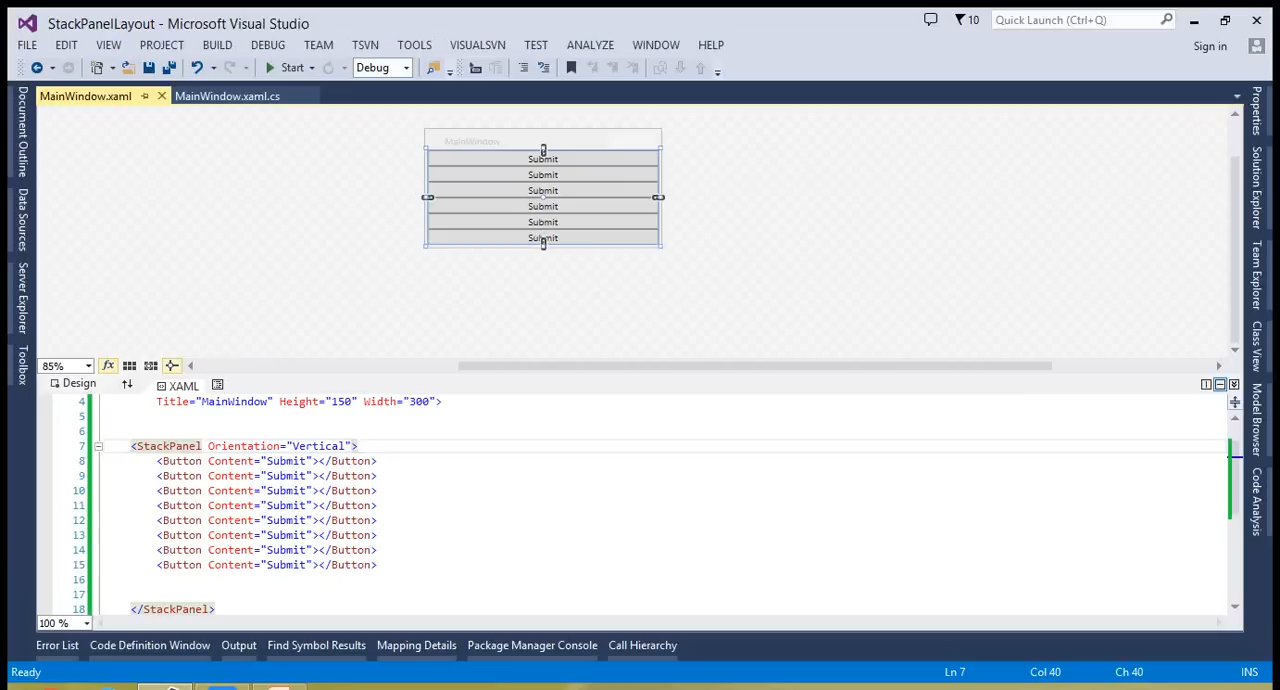 StackPanelLayout - Microsoft Visual Studio
10
Quick Launch (Ctrl+Q)
FILE EDIT VIEW PROJECT BUILD DEBUG TEAM TSVN TOOLS VISUALSVN TEST ANALYZE WINDOW HELP
Sign in
Start Debug
MainWindow.xaml MainWindow.xaml.cs
Document Outline
Data Sources
Server Explorer
Toolbox
MainWindow
Submit
Submit
Submit
Submit
Submit
Submit
Properties
Solution Explorer
Team Explorer
Class View
Model Browser
Code Analysis
85% fx
Design XAML
4 Title="MainWindow" Height="150" Width="300">
5
6
7 <StackPanel Orientation="Vertical">
8 <Button Content="Submit"></Button>
9 <Button Content="Submit"></Button>
10 <Button Content="Submit"></Button>
11 <Button Content="Submit"></Button>
12 <Button Content="Submit"></Button>
13 <Button Content="Submit"></Button>
14 <Button Content="Submit"></Button>
15 <Button Content="Submit"></Button>
16
17
18 </StackPanel>
100 %
Error List Code Definition Window Output Find Symbol Results Mapping Details Package Manager Console Call Hierarchy
Ready Ln 7 Col 40 Ch 40 INS